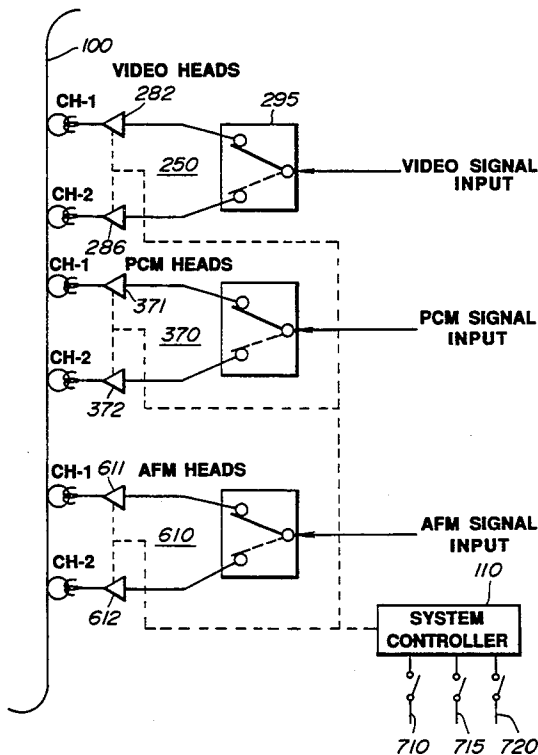 100
VIDEO HEADS
CH-1
282
295
250
VIDEO SIGNAL
INPUT
CH-2
286
CH-1
PCM HEADS
371
370
PCM SIGNAL
INPUT
CH-2
372
611
CH-1
AFM HEADS
610
AFM SIGNAL
INPUT
CH-2
612
110
SYSTEM
CONTROLLER
710
715
720